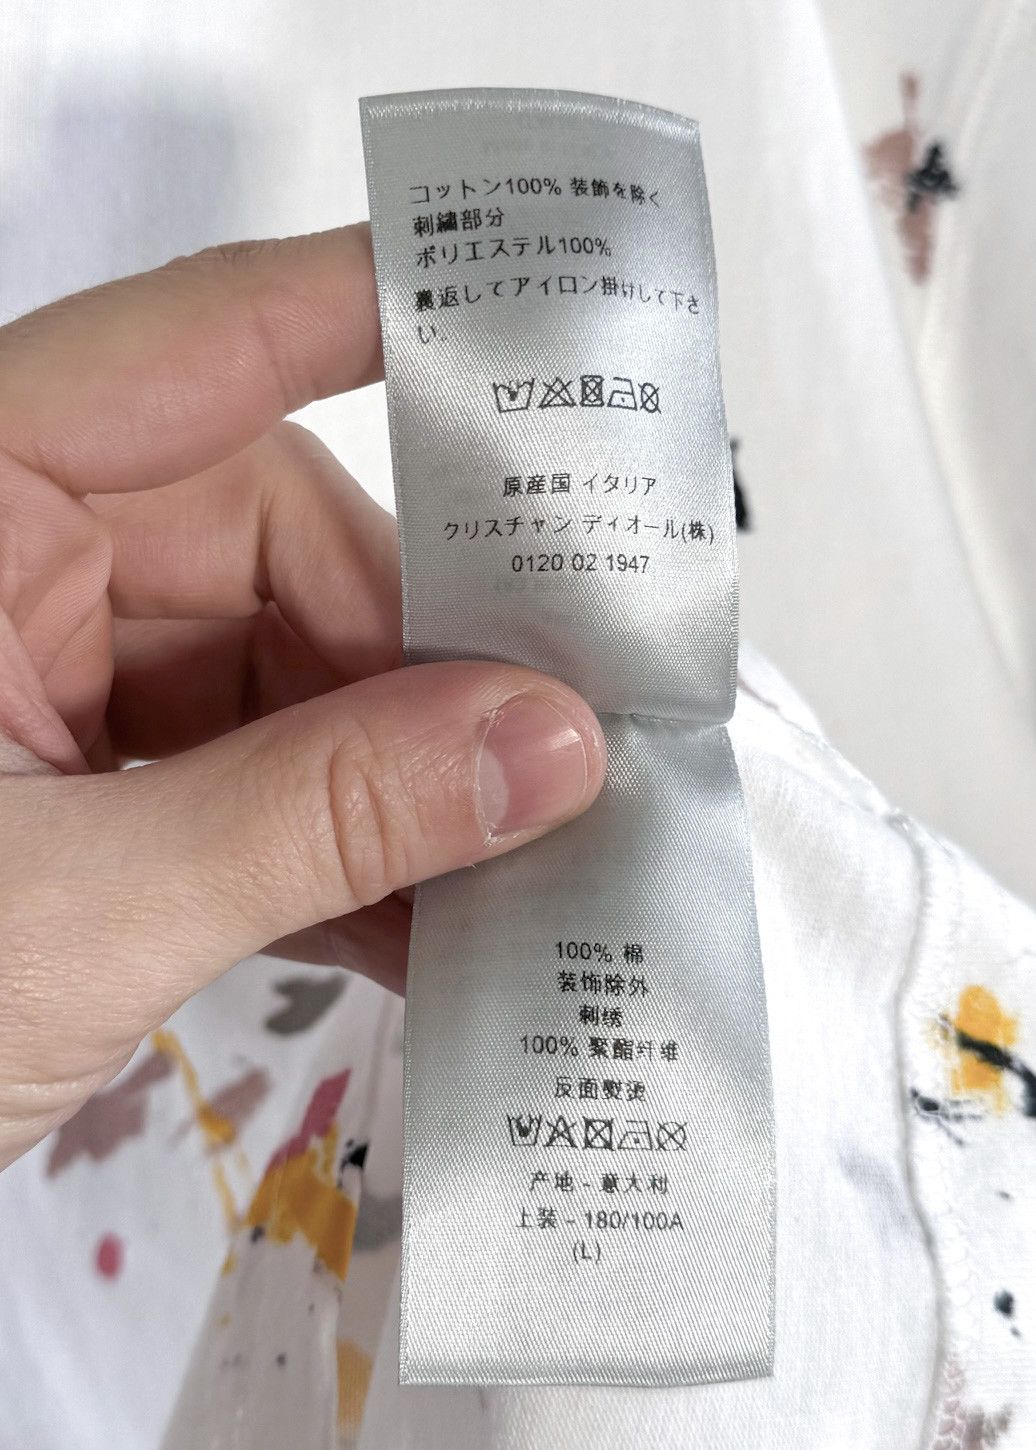 コットン100% 装飾を除く
刺繍部分
ポリエステル100%
裏返してアイロン掛けして下さ
い。
原産国 イタリア
クリスチャン ディオール(株)
0120 02 1947
100% 棉
装饰除外
刺绣
100% 聚酯纤维
反面熨烫
产地 - 意大利
上装 - 180/100A
(L)